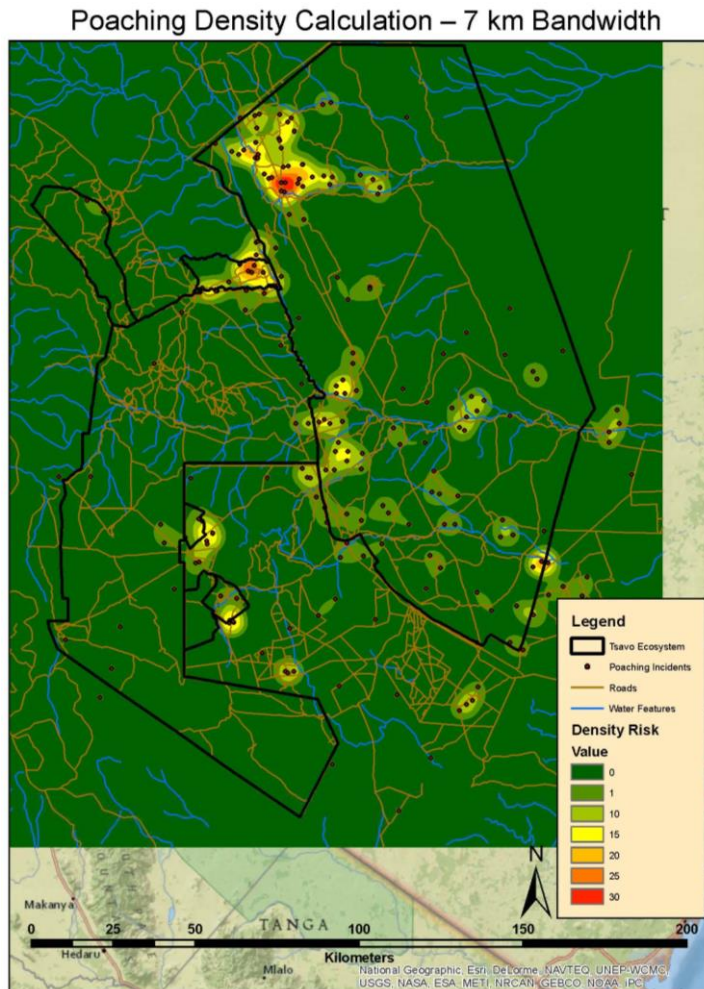 Poaching Density Calculation – 7 km Bandwidth
Legend
Tsavo Ecosystem
Poaching Incidents
Roads
Water Features
Density Risk
Value
0
1
10
15
20
25
30
N
Makanya
TANGA
0 50 100 150 200
Kilometers
Hedaru
Mlalo
National Geographic, Esri, DeLorme, NAVTEQ, UNEP-WCMC,
USGS, NASA, ESA, METI, NRCAN, GEBCO, NOAA, iPC